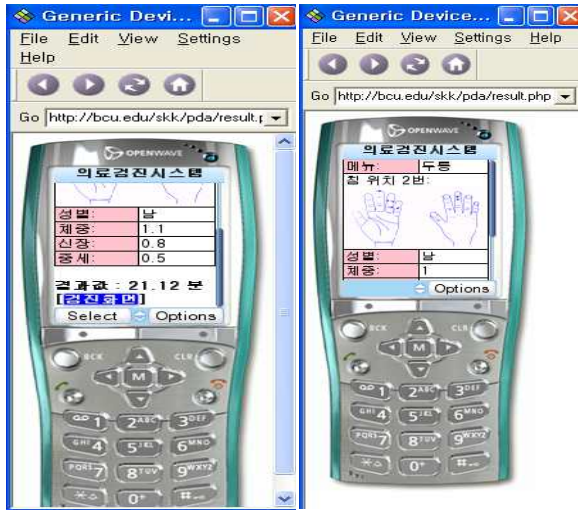 Generic Devi...
File Edit View Settings
Help
Go http://bcu.edu/skk/pda/result.p
OPENWAVE
의료검진시스템
성별: 남
체중: 1.1
신장: 0.8
증세: 0.5
결과값 : 21.12 분
[검진화면]
Select Options
BCK CLR
M
1 2ABC 3DEF
GHI 4 5JKL 6MNO
PQRS 7 8TUV 9WXYZ
0+ #
Generic Device...
File Edit View Settings Help
Go http://bcu.edu/skk/pda/result.php
OPENWAVE
의료검진시스템
메뉴: 두통
침 위치 2번:
성별: 남
체중: 1
Options
BCK CLR
M
1 2ABC 3DEF
GHI 4 5JKL 6MNO
PQRS 7 8TUV 9WXYZ
0+ #